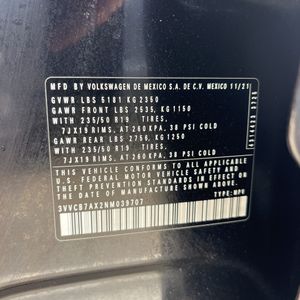 MFD BY VOLKSWAGEN DE MEXICO S.A. DE C.V. MEXICO 11/21
GVWR LBS 5181 KG 2350
GAWR FRONT LBS 2535, KG 1150
WITH 235/50 R19 TIRES,
7JX19 RIMS, AT 260 KPA, 38 PSI COLD
GAWR REAR LBS 2756, KG 1250
WITH 235/50 R19 TIRES,
7JX19 RIMS, AT 260 KPA, 38 PSI COLD
THIS VEHICLE CONFORMS TO ALL APPLICABLE
FEDERAL MOTOR VEHICLE SAFETY
STANDARDS IN EFFECT ON THE DATE OF
MANUFACTURE SHOWN ABOVE.
3VVCB7AX2NM039707
TYPE: MPV